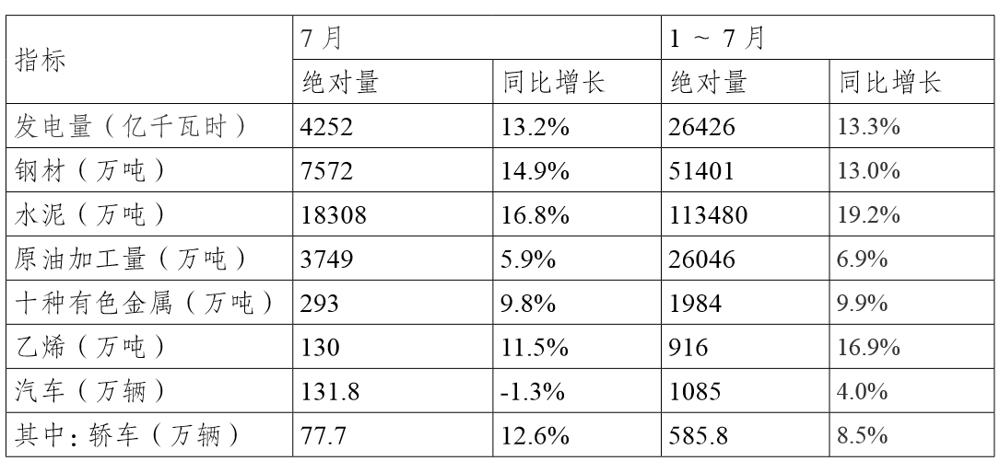 指标 7月 1～7月
绝对量 同比增长 绝对量 同比增长
发电量（亿千瓦时） 4252 13.2% 26426 13.3%
钢材（万吨） 7572 14.9% 51401 13.0%
水泥（万吨） 18308 16.8% 113480 19.2%
原油加工量（万吨） 3749 5.9% 26046 6.9%
十种有色金属（万吨） 293 9.8% 1984 9.9%
乙烯（万吨） 130 11.5% 916 16.9%
汽车（万辆） 131.8 -1.3% 1085 4.0%
其中：轿车（万辆） 77.7 12.6% 585.8 8.5%